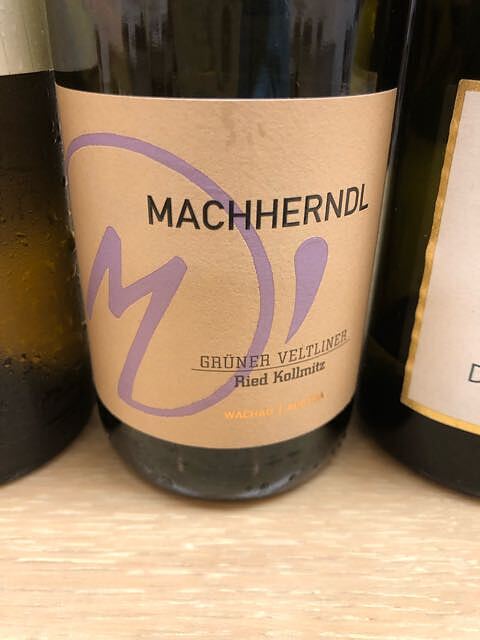 MACHHERNDL
M
GRÜNER VELTLINER
Ried Kollmitz
WACHAU | AUSTRIA
D